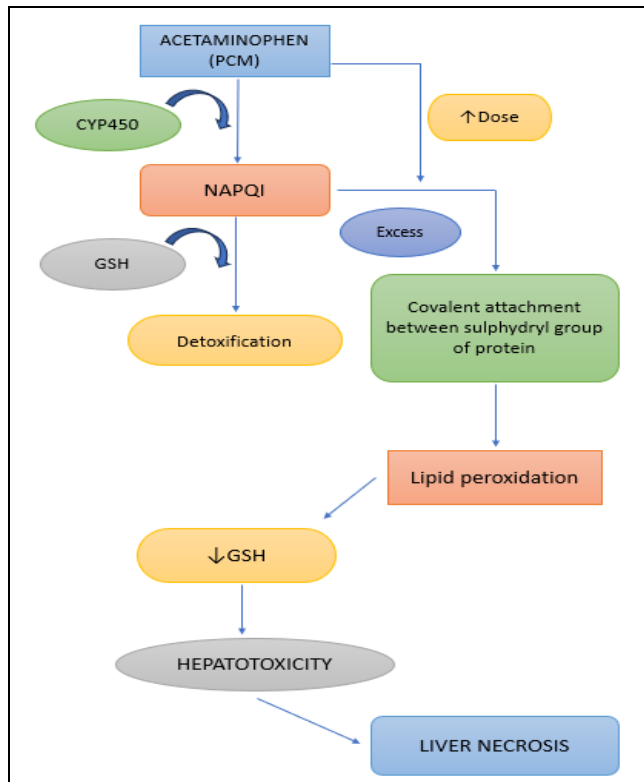 ACETAMINOPHEN
(PCM)
CYP450
↑Dose
NAPQI
Excess
GSH
Covalent attachment
between sulphydryl group
of protein
Detoxification
Lipid peroxidation
↓GSH
HEPATOTOXICITY
LIVER NECROSIS